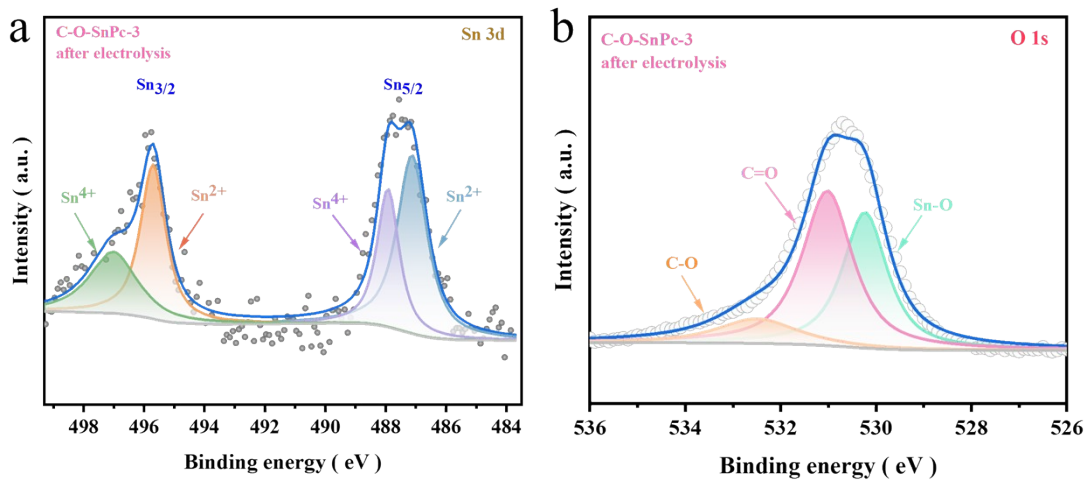 a
C-O-SnPc-3
after electrolysis
Sn 3d
Sn3/2
Sn5/2
Sn4+
Sn2+
Sn4+
Sn2+
Intensity ( a.u. )
498 496 494 492 490 488 486 484
Binding energy ( eV )
b
C-O-SnPc-3
after electrolysis
O 1s
C=O
Sn-O
C-O
Intensity ( a.u. )
536 534 532 530 528 526
Binding energy ( eV )